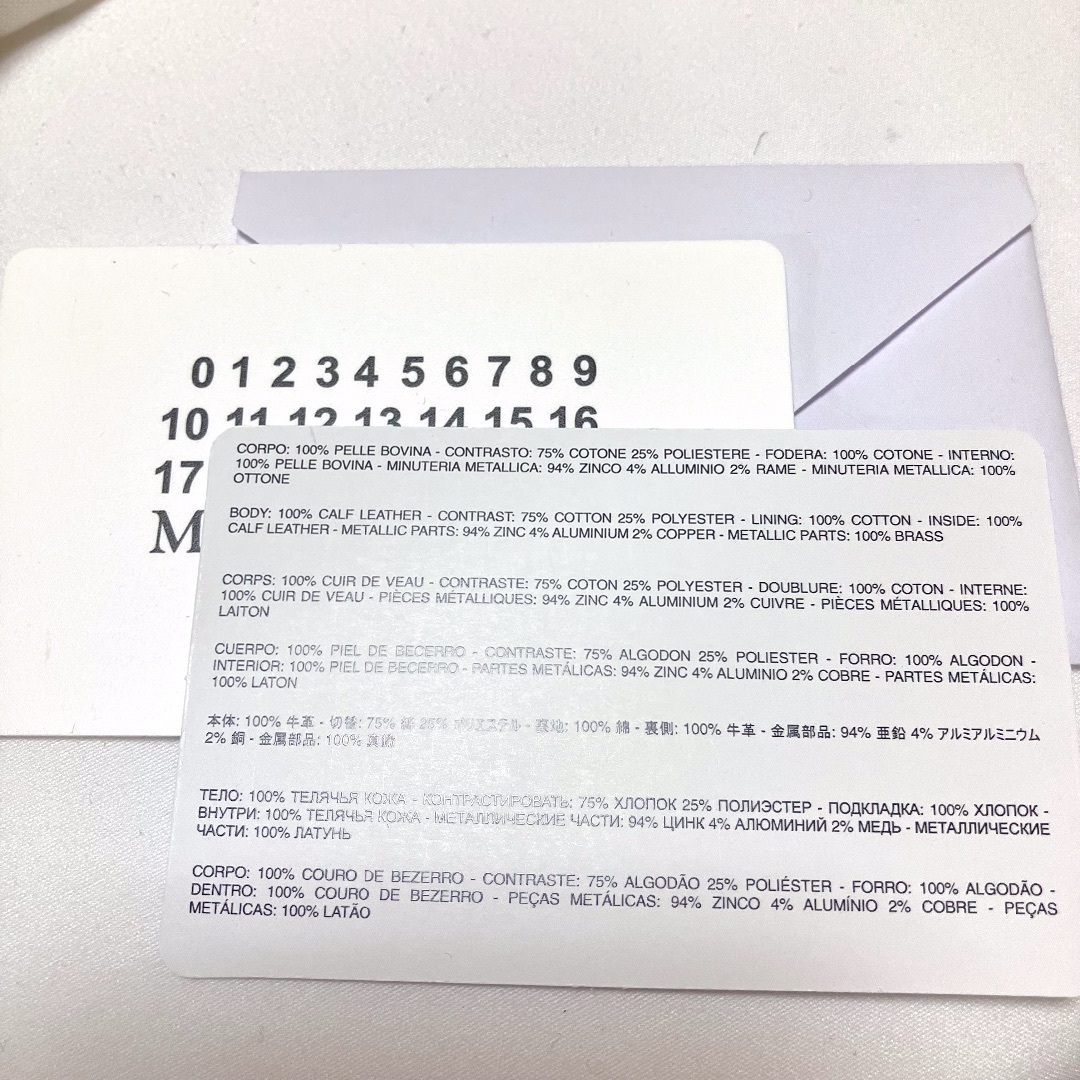 0 1 2 3 4 5 6 7 8 9
10 11 12 13 14 15 16
17
M
CORPO: 100% PELLE BOVINA - CONTRASTO: 75% COTONE 25% POLIESTERE - FODERA: 100% COTONE - INTERNO:
100% PELLE BOVINA - MINUTERIA METALLICA: 94% ZINCO 4% ALLUMINIO 2% RAME - MINUTERIA METALLICA: 100%
OTTONE
BODY: 100% CALF LEATHER - CONTRAST: 75% COTTON 25% POLYESTER - LINING: 100% COTTON - INSIDE: 100%
CALF LEATHER - METALLIC PARTS: 94% ZINC 4% ALUMINIUM 2% COPPER - METALLIC PARTS: 100% BRASS
CORPS: 100% CUIR DE VEAU - CONTRASTE: 75% COTON 25% POLYESTER - DOUBLURE: 100% COTON - INTERNE:
100% CUIR DE VEAU - PIÈCES MÉTALLIQUES: 94% ZINC 4% ALUMINIUM 2% CUIVRE - PIÈCES MÉTALLIQUES: 100%
LAITON
CUERPO: 100% PIEL DE BECERRO - CONTRASTE: 75% ALGODON 25% POLIESTER - FORRO: 100% ALGODON -
INTERIOR: 100% PIEL DE BECERRO - PARTES METÁLICAS: 94% ZINC 4% ALUMINIO 2% COBRE - PARTES METÁLICAS:
100% LATON
本体: 100% 牛革 - 切替: 75% 綿 25% ポリエステル - 裏地: 100% 綿 - 裏側: 100% 牛革 - 金属部品: 94% 亜鉛 4% アルミアルミニウム
2% 銅 - 金属部品: 100% 真鍮
ТЕЛО: 100% ТЕЛЯЧЬЯ КОЖА - КОНТРАСТИРОВАТЬ: 75% ХЛОПОК 25% ПОЛИЭСТЕР - ПОДКЛАДКА: 100% ХЛОПОК -
ВНУТРИ: 100% ТЕЛЯЧЬЯ КОЖА - МЕТАЛЛИЧЕСКИЕ ЧАСТИ: 94% ЦИНК 4% АЛЮМИНИЙ 2% МЕДЬ - МЕТАЛЛИЧЕСКИЕ
ЧАСТИ: 100% ЛАТУНЬ
CORPO: 100% COURO DE BEZERRO - CONTRASTE: 75% ALGODÃO 25% POLIÉSTER - FORRO: 100% ALGODÃO -
DENTRO: 100% COURO DE BEZERRO - PEÇAS METÁLICAS: 94% ZINCO 4% ALUMÍNIO 2% COBRE - PEÇAS
METÁLICAS: 100% LATÃO